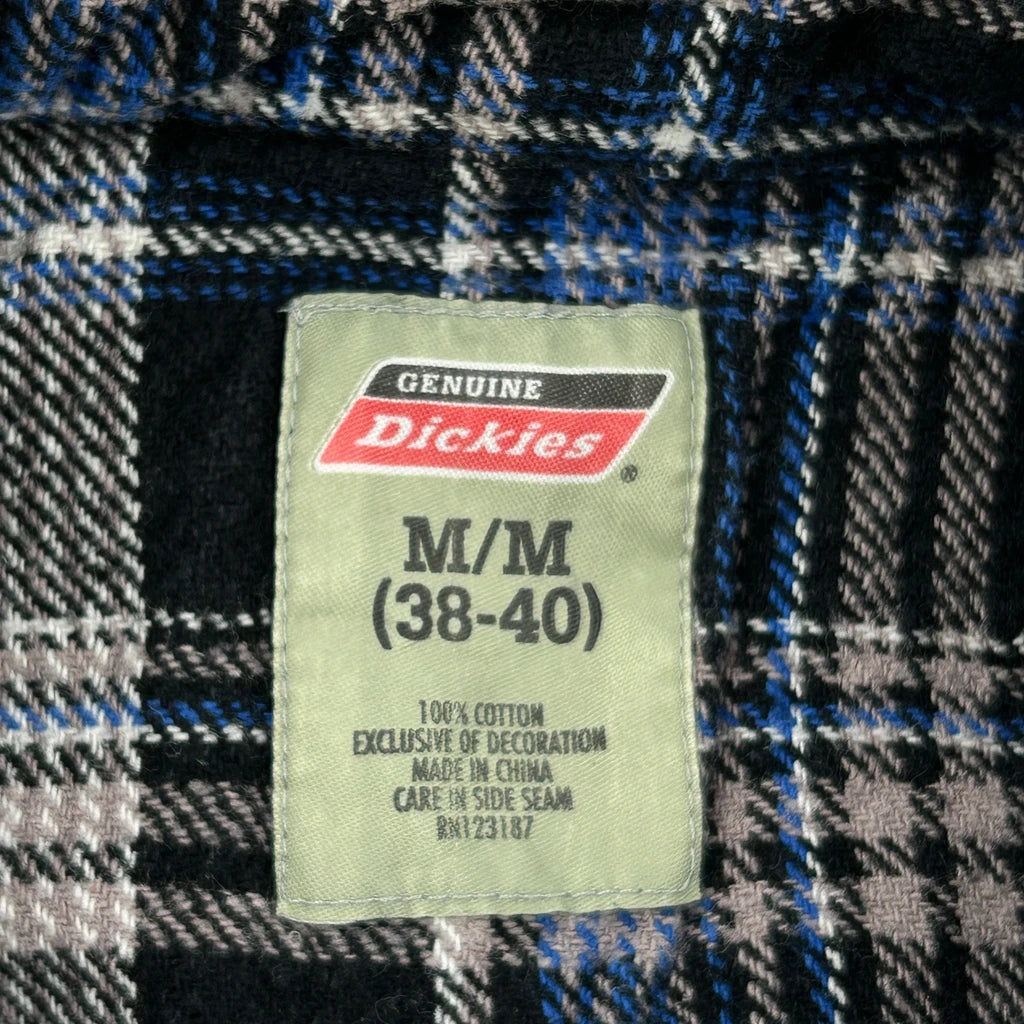 GENUINE
Dickies
®
M/M
(38-40)
100% COTTON
EXCLUSIVE OF DECORATION
MADE IN CHINA
CARE IN SIDE SEAM
RN123187